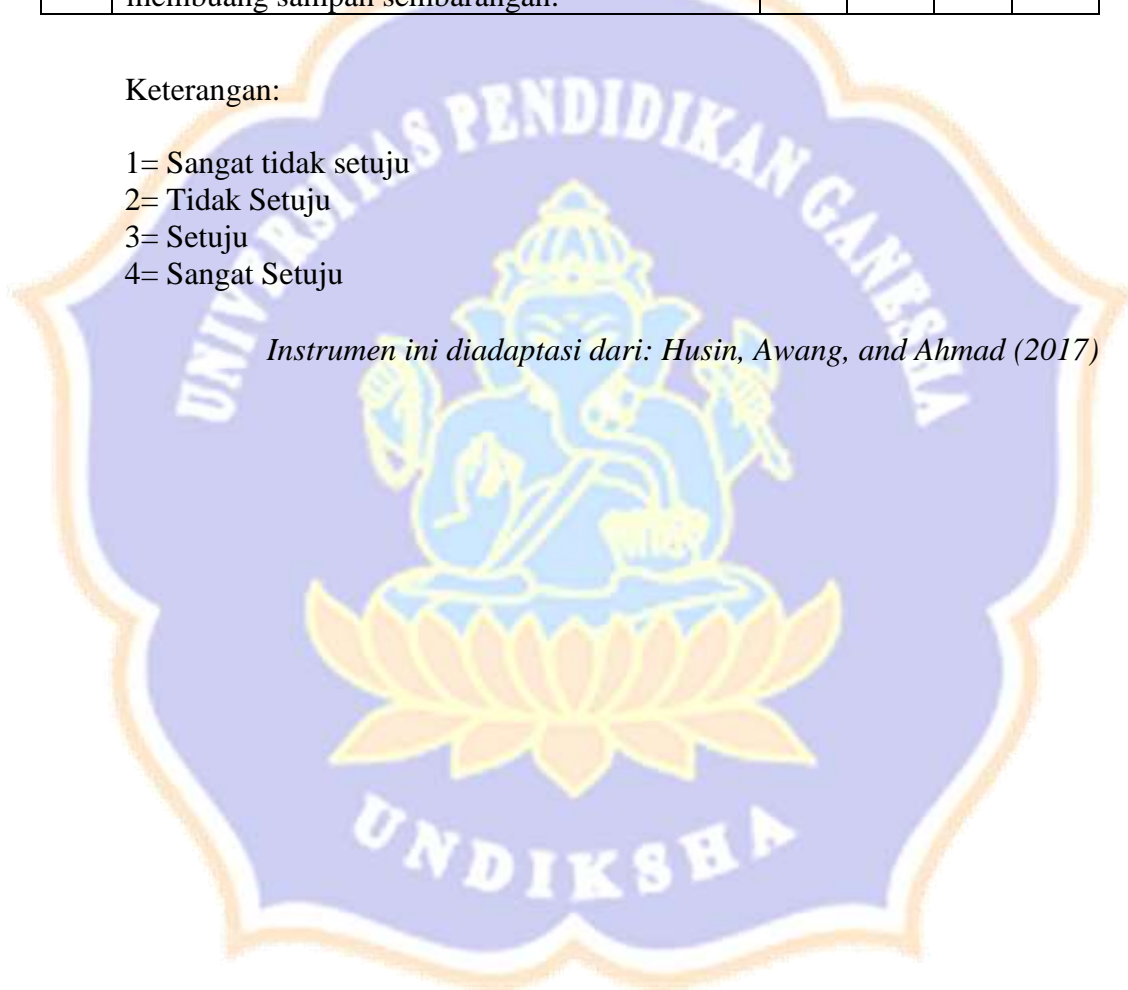 membuang sampah sembarangan.
Keterangan:
1= Sangat tidak setuju
2= Tidak Setuju
3= Setuju
4= Sangat Setuju
Instrumen ini diadaptasi dari: Husin, Awang, and Ahmad (2017)
UNIVERSITAS PENDIDIKAN GANESHA
UNDIKSHA